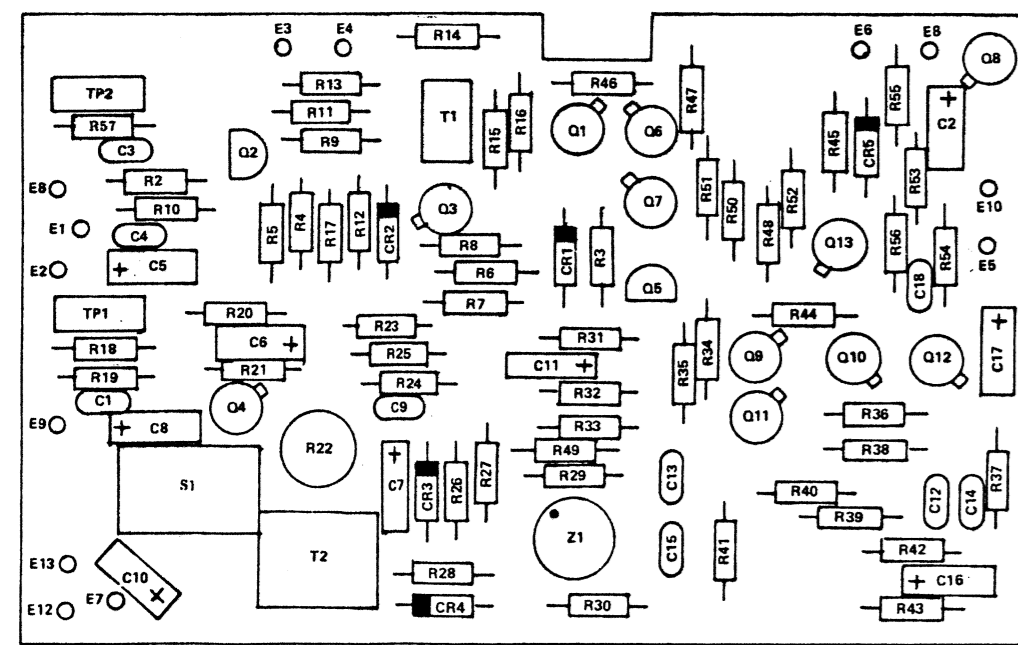 E3
E4
R14
E6
E8
Q8
TP2
R13
R46
R47
R55
R11
T1
R15
R16
Q1
Q6
C2
R57
R9
R45
CR5
C3
Q2
R2
R51
R53
E8
R10
R50
R52
E10
E1
R5
R4
R17
R12
CR2
Q3
Q7
R48
C4
R8
CR1
R3
Q13
R56
R54
E5
E2
C5
R6
Q5
C18
TP1
R20
R7
R44
R23
C6
R31
R34
C17
R18
R25
C11
R35
Q9
Q10
Q12
R21
R24
R32
R19
C1
Q4
C9
Q11
R36
E9
C8
R33
R22
R49
R38
C7
CR3
R26
R27
R29
C13
R37
S1
R40
C12
C14
R39
Z1
C15
R41
T2
R42
E13
C10
R28
C16
E7
E12
CR4
R30
R43